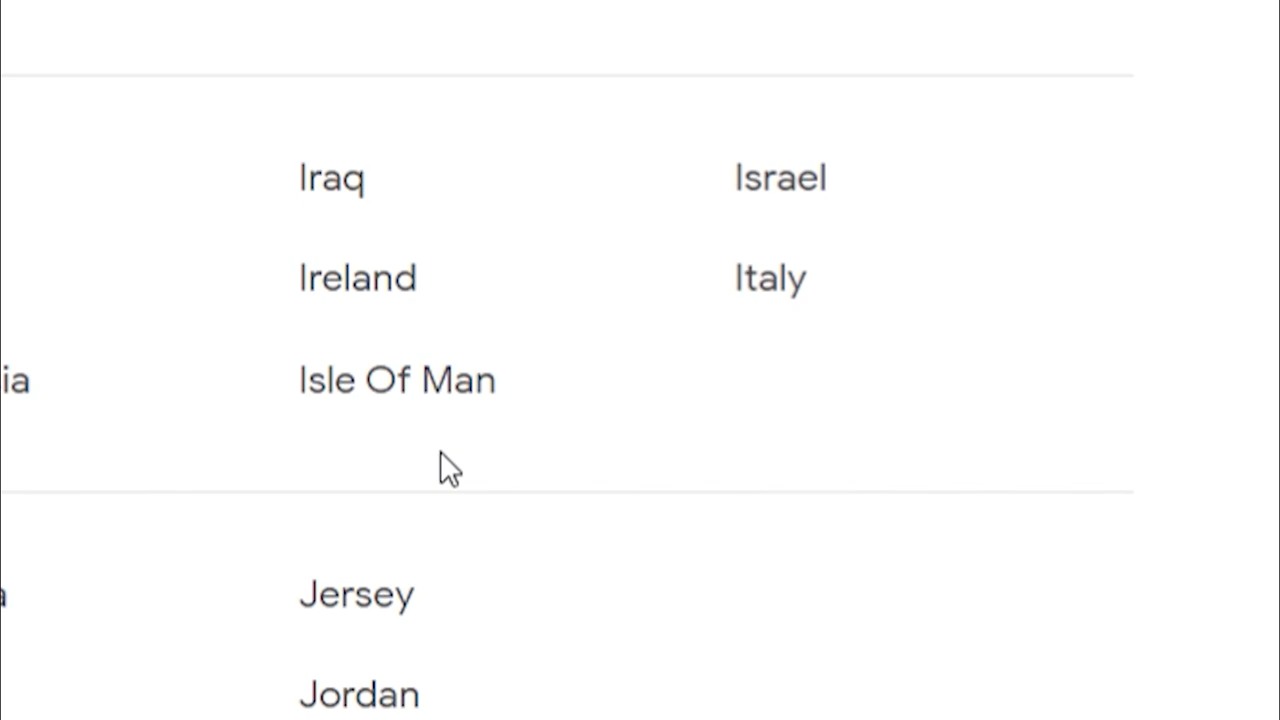 Iraq Israel
Ireland Italy
ia Isle Of Man
a Jersey
Jordan